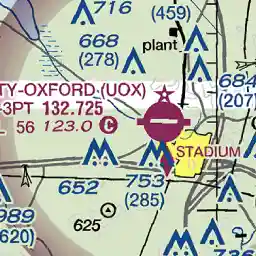 716
(459)
668
(278)
plant
684
(207)
TY-OXFORD (UOX)
-3PT 132.725
56 123.0 C
STADIUM
652
753
(285)
989
(620)
625
736